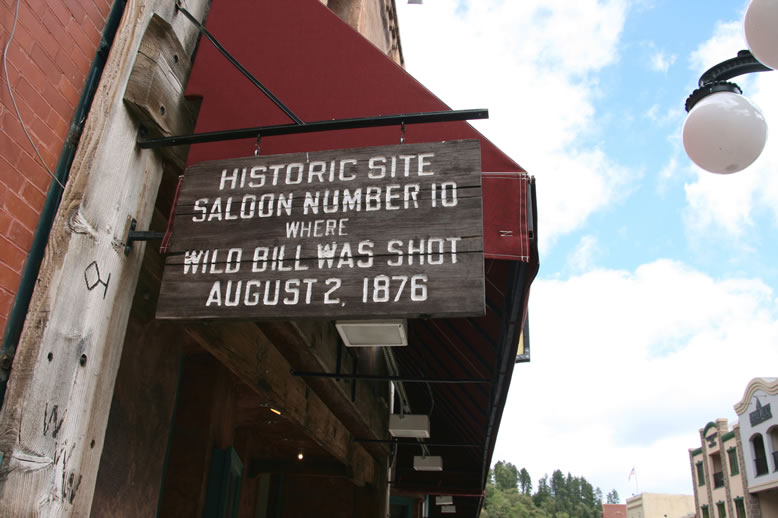 HISTORIC SITE
SALOON NUMBER 10
WHERE
WILD BILL WAS SHOT
AUGUST 2, 1876